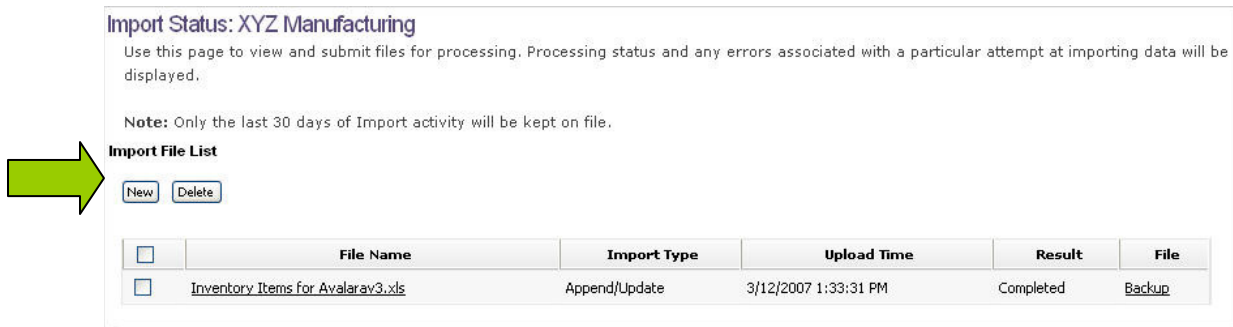 Import Status: XYZ Manufacturing
Use this page to view and submit files for processing. Processing status and any errors associated with a particular attempt at importing data will be
displayed.
Note: Only the last 30 days of Import activity will be kept on file.
Import File List
New Delete
File Name Import Type Upload Time Result File
Inventory Items for Avalarav3.xls Append/Update 3/12/2007 1:33:31 PM Completed Backup